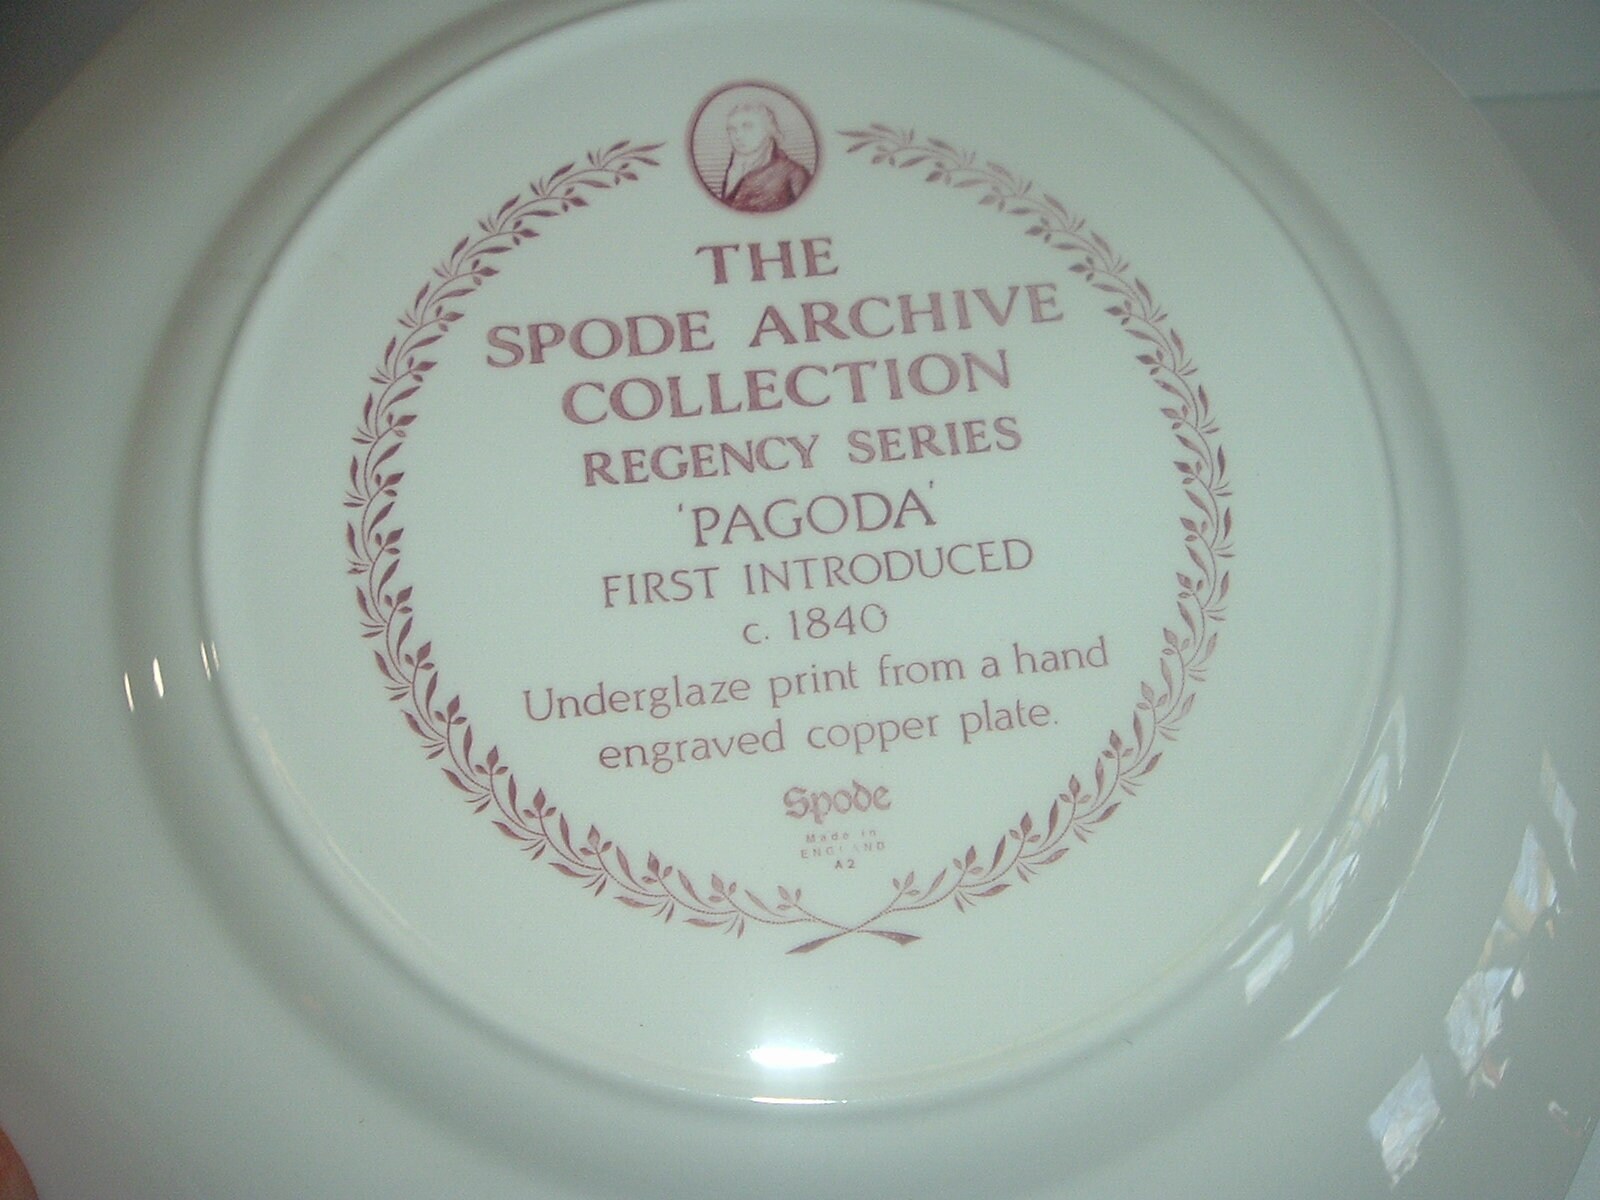 THE
SPODE ARCHIVE
COLLECTION
REGENCY SERIES
'PAGODA'
FIRST INTRODUCED
c. 1840
Underglaze print from a hand
engraved copper plate.
Spode
Made in
ENGLAND
A2